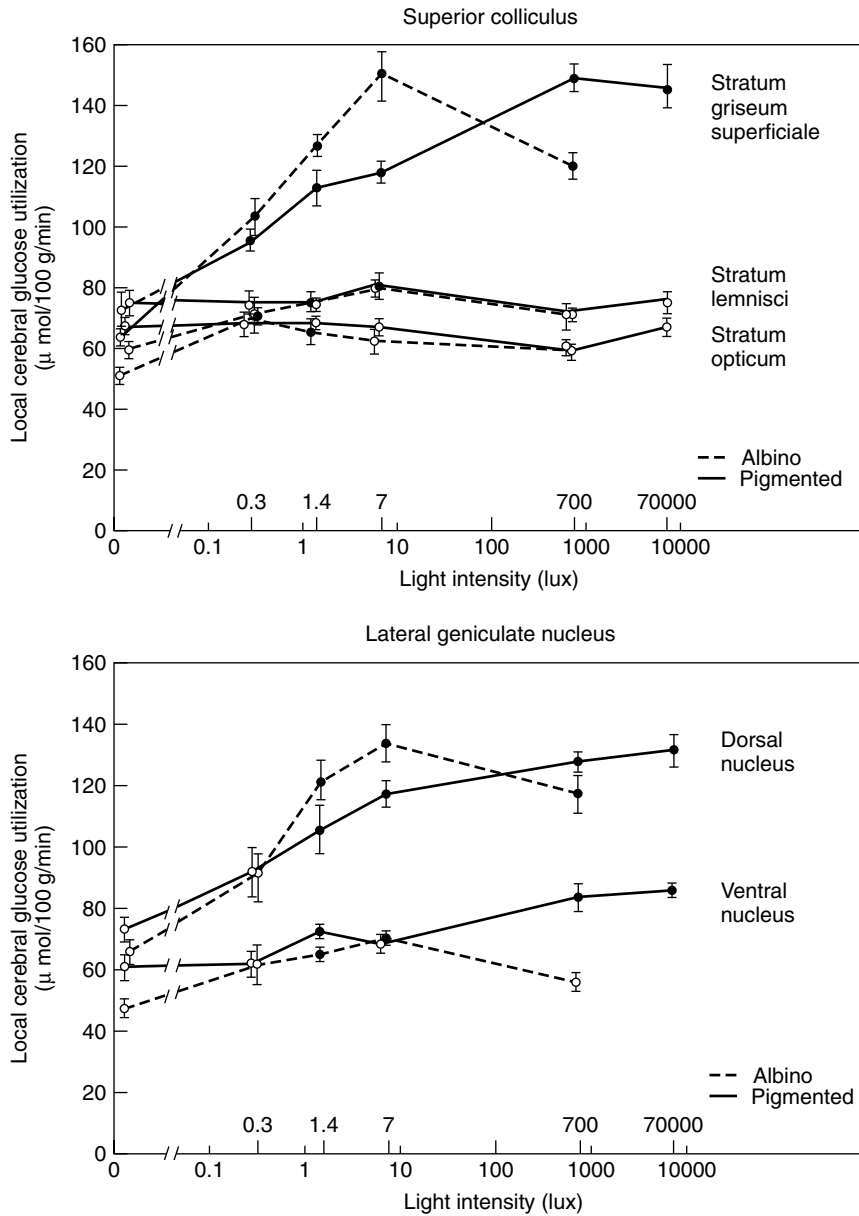 Superior colliculus
160
140
120
100
80
60
40
20
0
Local cerebral glucose utilization
(μ mol/100 g/min)
Stratum
griseum
superficiale
Stratum
lemnisci
Stratum
opticum
Albino
Pigmented
0.3 1.4 7 700 70000
0 0.1 1 10 100 1000 10000
Light intensity (lux)
Lateral geniculate nucleus
160
140
120
100
80
60
40
20
0
Local cerebral glucose utilization
(μ mol/100 g/min)
Dorsal
nucleus
Ventral
nucleus
Albino
Pigmented
0.3 1.4 7 700 70000
0 0.1 1 10 100 1000 10000
Light intensity (lux)